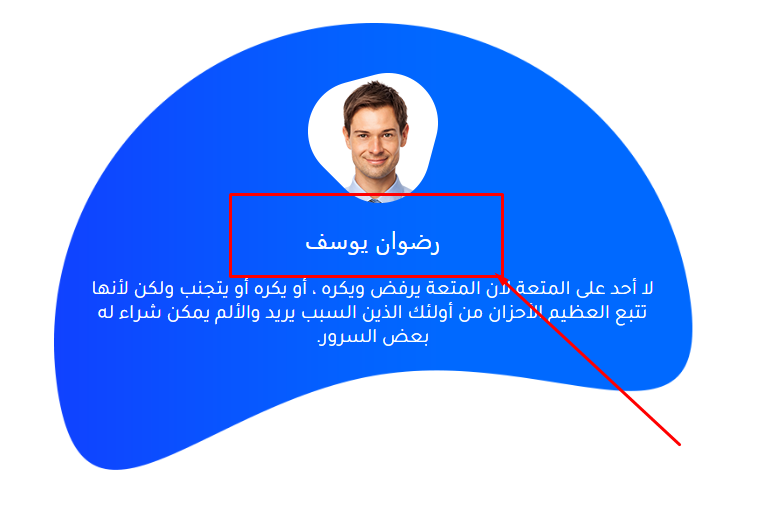 رضوان يوسف
لا أحد على المتعة لأن المتعة يرفض ويكره ، أو يكره أو يتجنب ولكن لأنها
تتبع العظيم الأحزان من أولئك الذين السبب يريد والألم يمكن شراء له
بعض السرور.